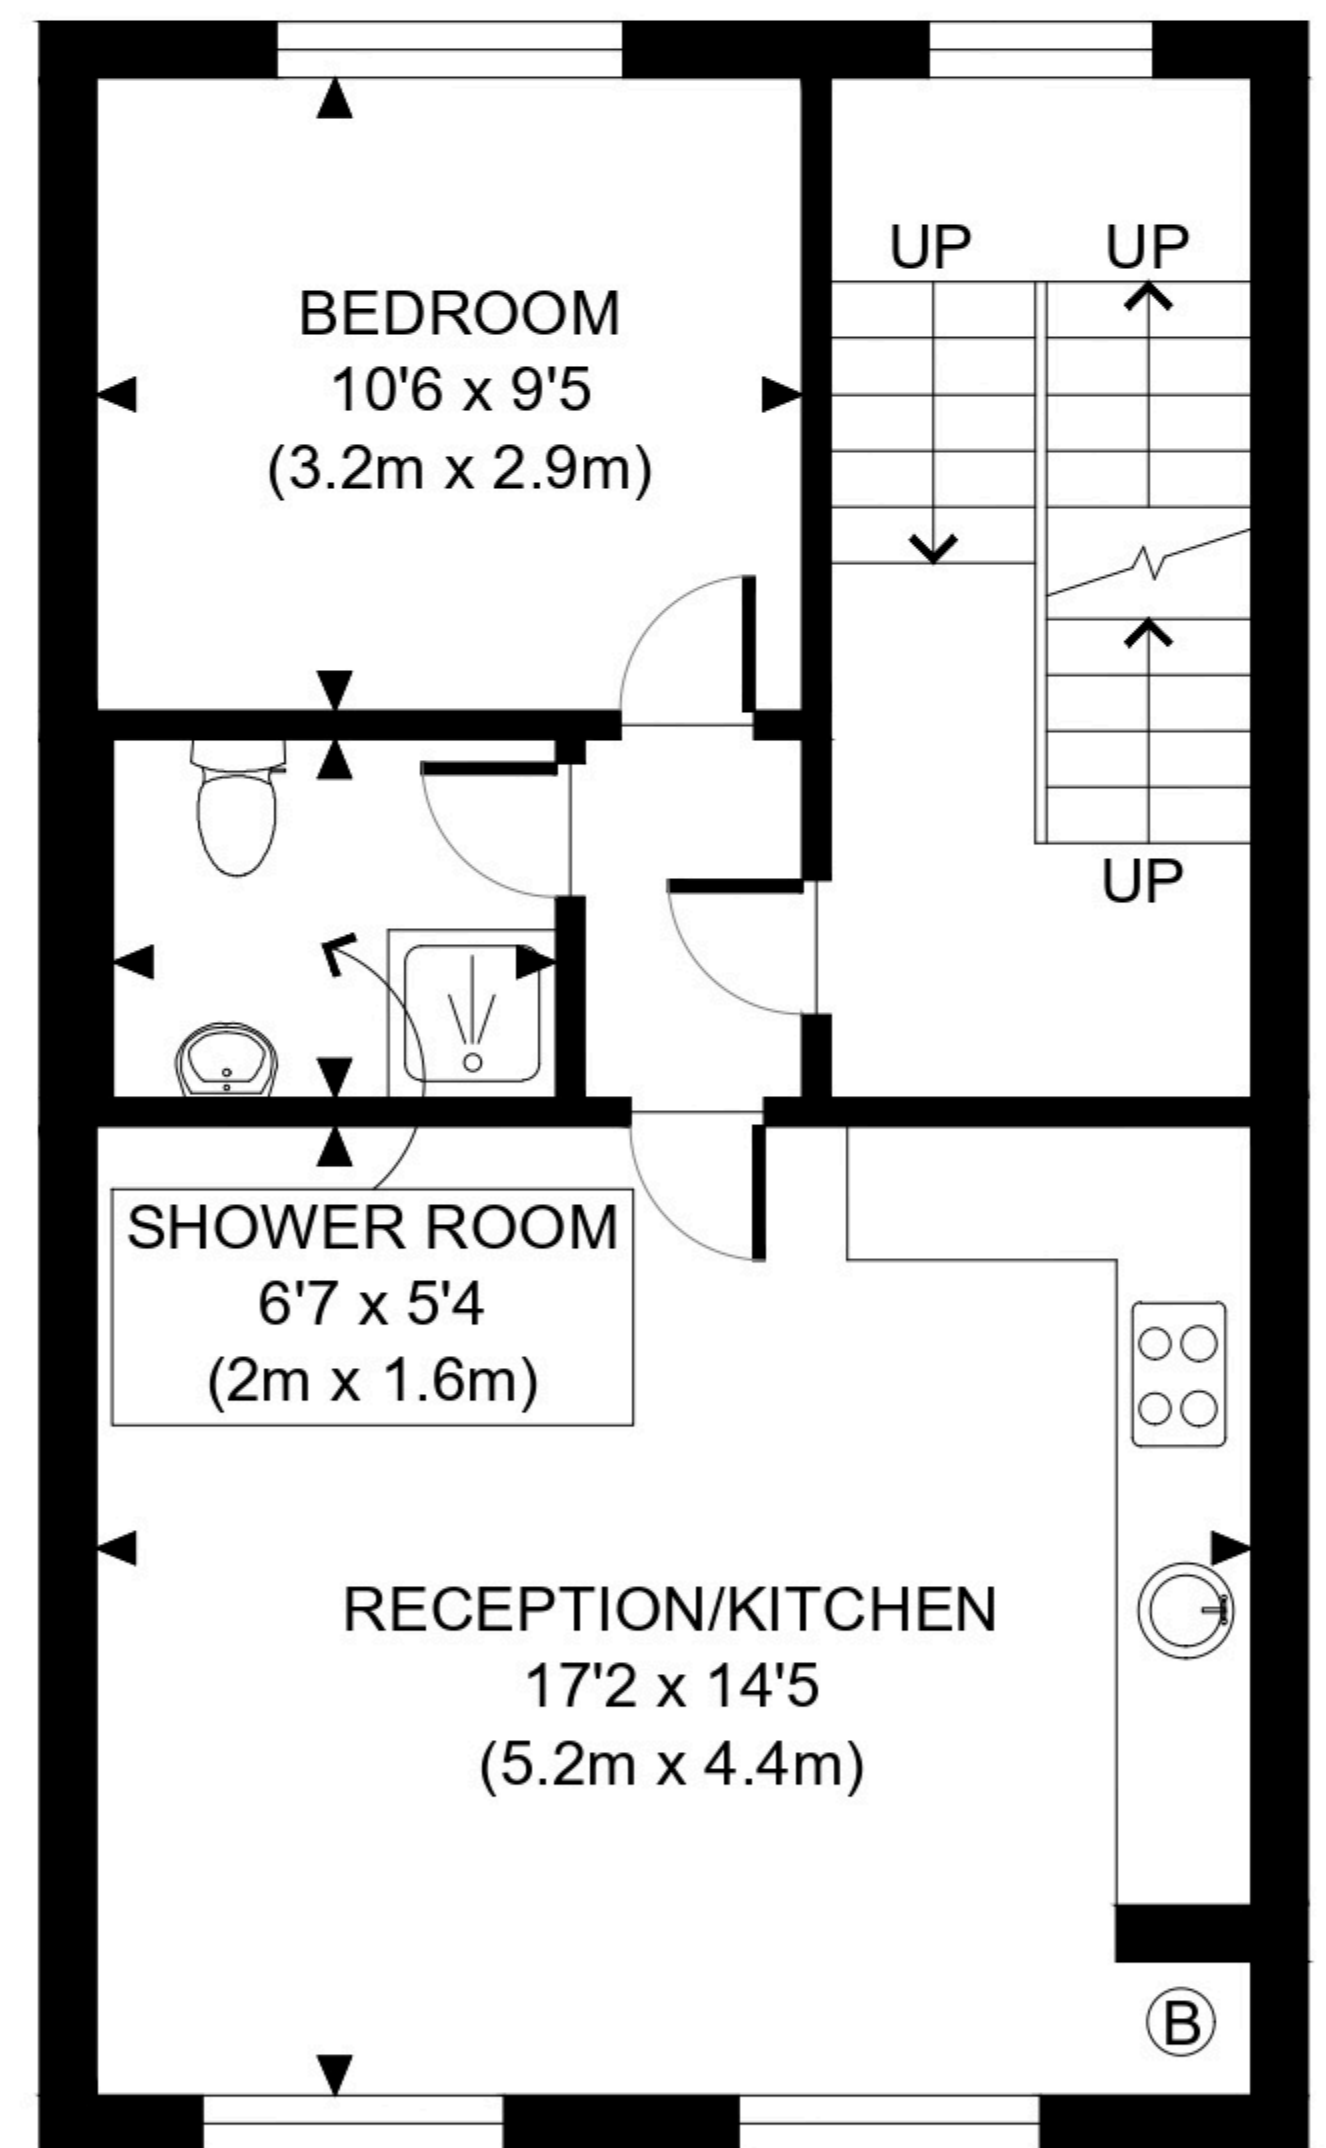 UP UP
BEDROOM
10'6 x 9'5
(3.2m x 2.9m)
UP
SHOWER ROOM
6'7 x 5'4
(2m x 1.6m)
RECEPTION/KITCHEN
17'2 x 14'5
(5.2m x 4.4m)
B